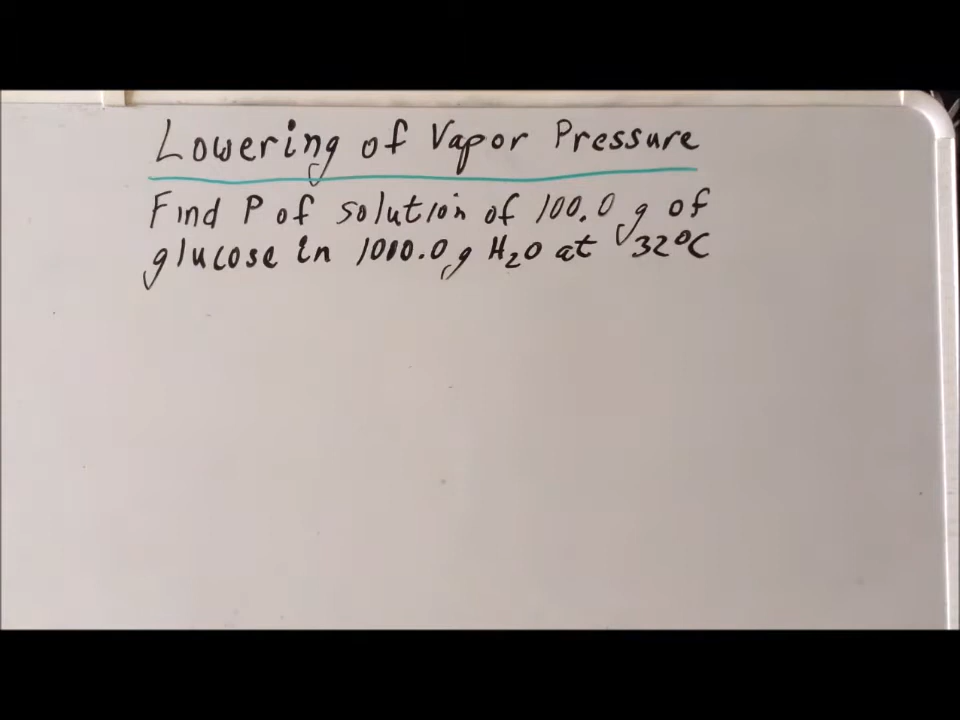 Lowering of Vapor Pressure
Find P of solution of 100.0 g of
glucose in 1000.0 g H₂O at 32°C